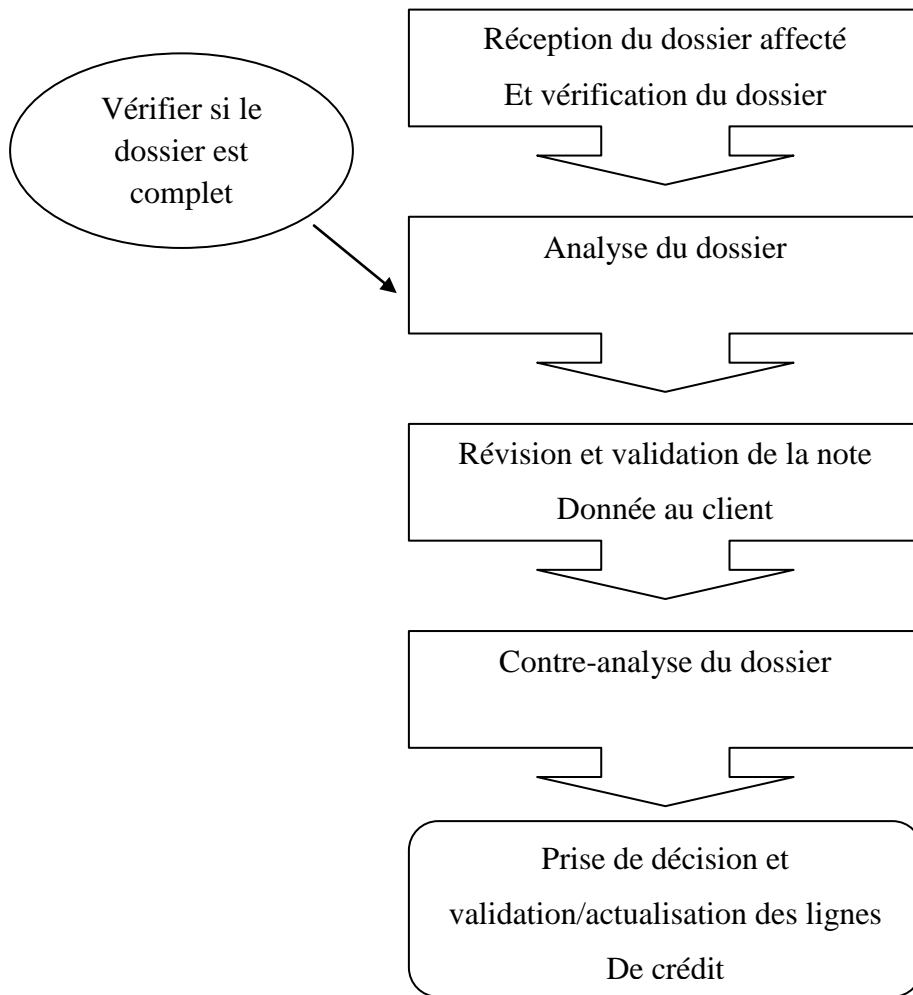 Réception du dossier affecté
Et vérification du dossier
Vérifier si le
dossier est
complet
Analyse du dossier
Révision et validation de la note
Donnée au client
Contre-analyse du dossier
Prise de décision et
validation/actualisation des lignes
De crédit